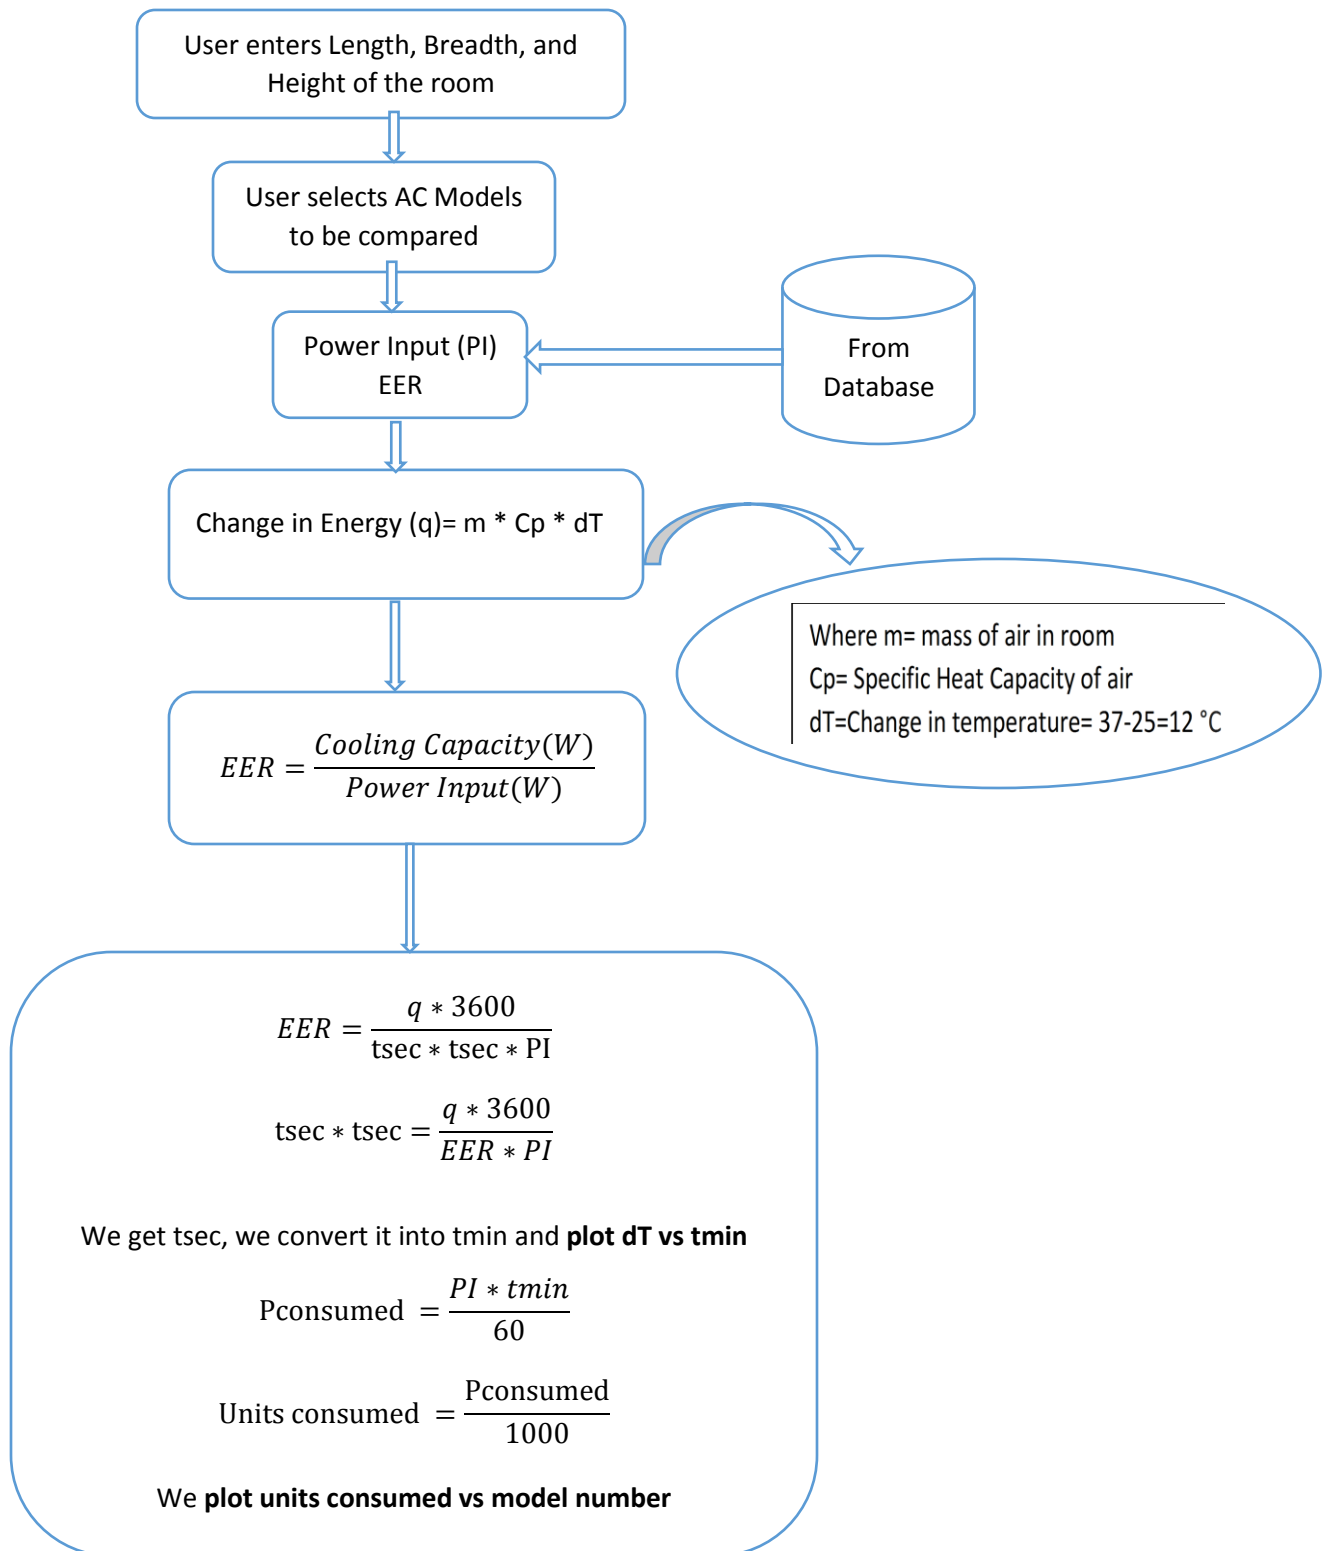 User enters Length, Breadth, and
Height of the room
User selects AC Models
to be compared
Power Input (PI)
EER
From
Database
Change in Energy (q)= m * Cp * dT
Where m= mass of air in room
Cp= Specific Heat Capacity of air
dT=Change in temperature= 37-25=12 °C
EER = Cooling Capacity(W) / Power Input(W)
EER = q * 3600 / tsec * tsec * PI
tsec * tsec = q * 3600 / EER * PI
We get tsec, we convert it into tmin and plot dT vs tmin
Pconsumed = PI * tmin / 60
Units consumed = Pconsumed / 1000
We plot units consumed vs model number